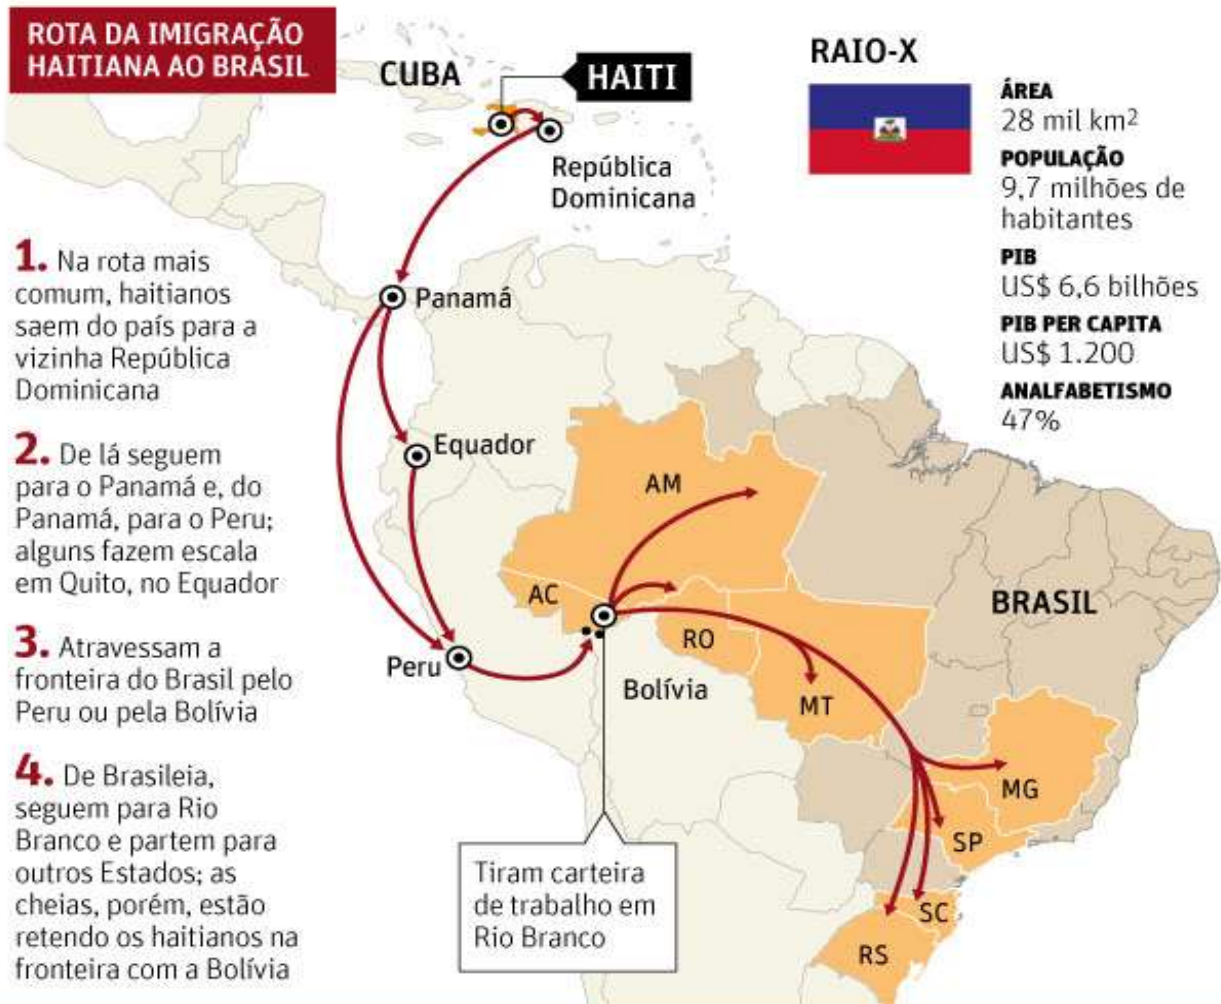 ROTA DA IMIGRAÇÃO
HAITIANA AO BRASIL
CUBA
HAITI
República
Dominicana
Panamá
Equador
Peru
Bolívia
BRASIL
AM
AC
RO
MT
MG
SP
SC
RS
Tiram carteira
de trabalho em
Rio Branco
1. Na rota mais
comum, haitianos
saem do país para a
vizinha República
Dominicana
2. De lá seguem
para o Panamá e, do
Panamá, para o Peru;
alguns fazem escala
em Quito, no Equador
3. Atravessam a
fronteira do Brasil pelo
Peru ou pela Bolívia
4. De Brasileia,
seguem para Rio
Branco e partem para
outros Estados; as
cheias, porém, estão
retendo os haitianos na
fronteira com a Bolívia
RAIO-X
ÁREA
28 mil km²
POPULAÇÃO
9,7 milhões de
habitantes
PIB
US$ 6,6 bilhões
PIB PER CAPITA
US$ 1.200
ANALFABETISMO
47%